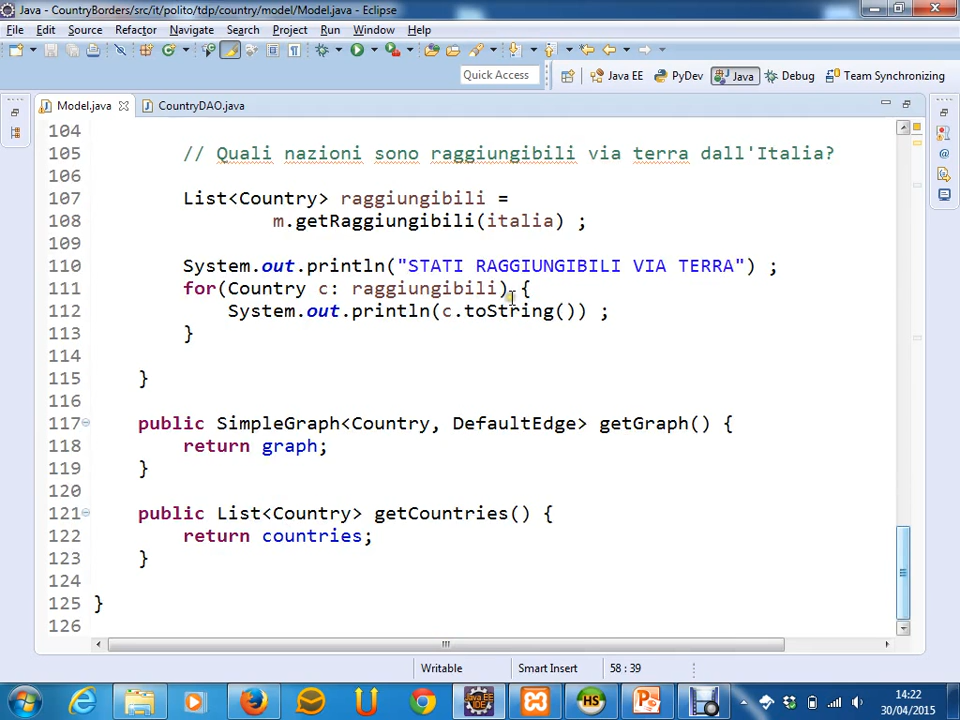 Java - CountryBorders/src/it/polito/tdp/country/model/Model.java - Eclipse
File Edit Source Refactor Navigate Search Project Run Window Help
Quick Access Java EE PyDev Java Debug Team Synchronizing
Model.java CountryDAO.java
104
105 // Quali nazioni sono raggiungibili via terra dall'Italia?
106
107 List<Country> raggiungibili =
108 m.getRaggiungibili(italia) ;
109
110 System.out.println("STATI RAGGIUNGIBILI VIA TERRA") ;
111 for(Country c: raggiungibili) {
112 System.out.println(c.toString()) ;
113 }
114
115 }
116
117 public SimpleGraph<Country, DefaultEdge> getGraph() {
118 return graph;
119 }
120
121 public List<Country> getCountries() {
122 return countries;
123 }
124
125 }
126
Writable Smart Insert 58 : 39
Java EE IDE
HS
14:22
30/04/2015